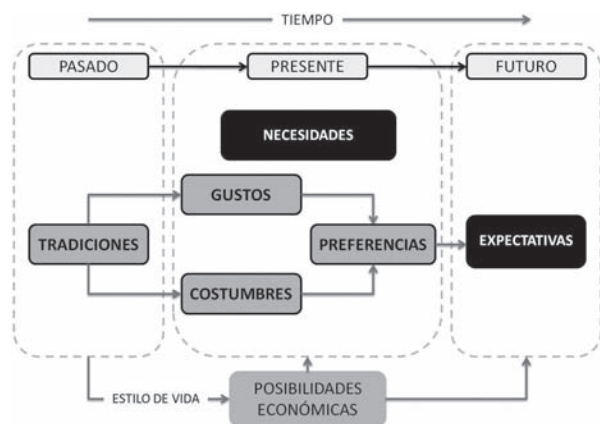 TIEMPO
PASADO
PRESENTE
FUTURO
NECESIDADES
GUSTOS
TRADICIONES
PREFERENCIAS
EXPECTATIVAS
COSTUMBRES
ESTILO DE VIDA
POSIBILIDADES
ECONÓMICAS